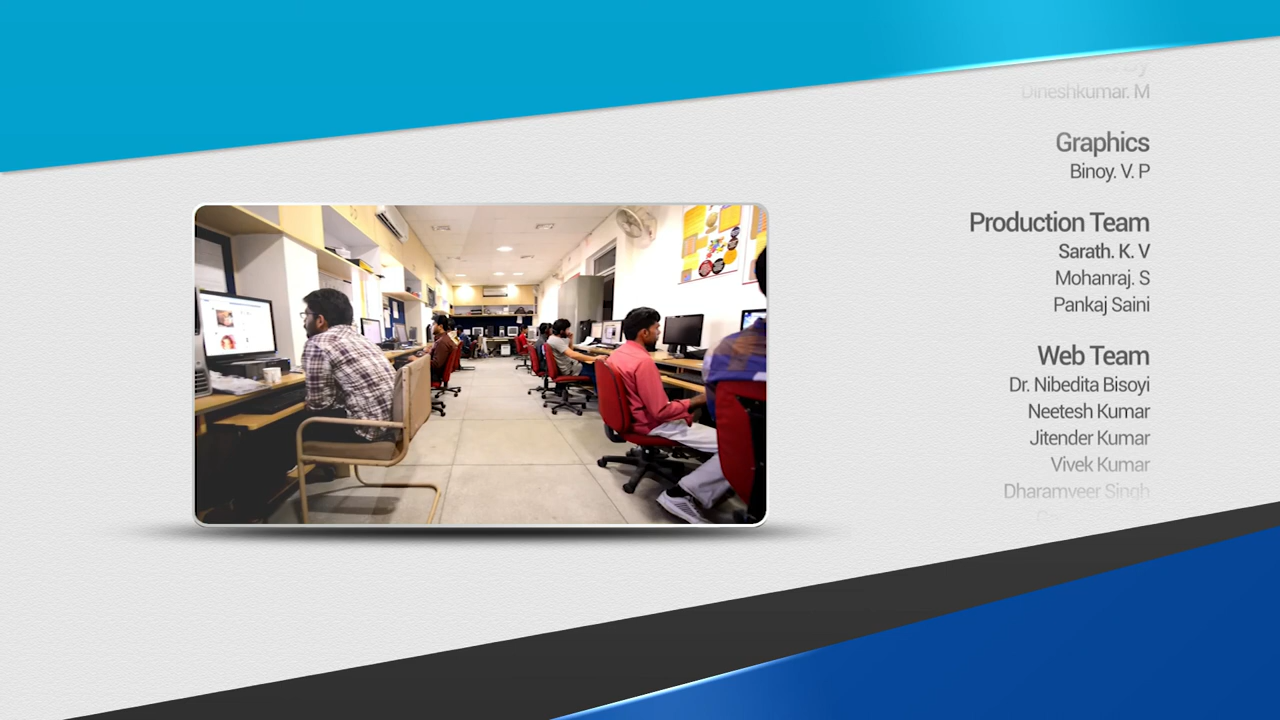 Dineshkumar. M
Graphics
Binoy. V. P
Production Team
Sarath. K. V
Mohanraj. S
Pankaj Saini
Web Team
Dr. Nibedita Bisoyi
Neetesh Kumar
Jitender Kumar
Vivek Kumar
Dharamveer Singh